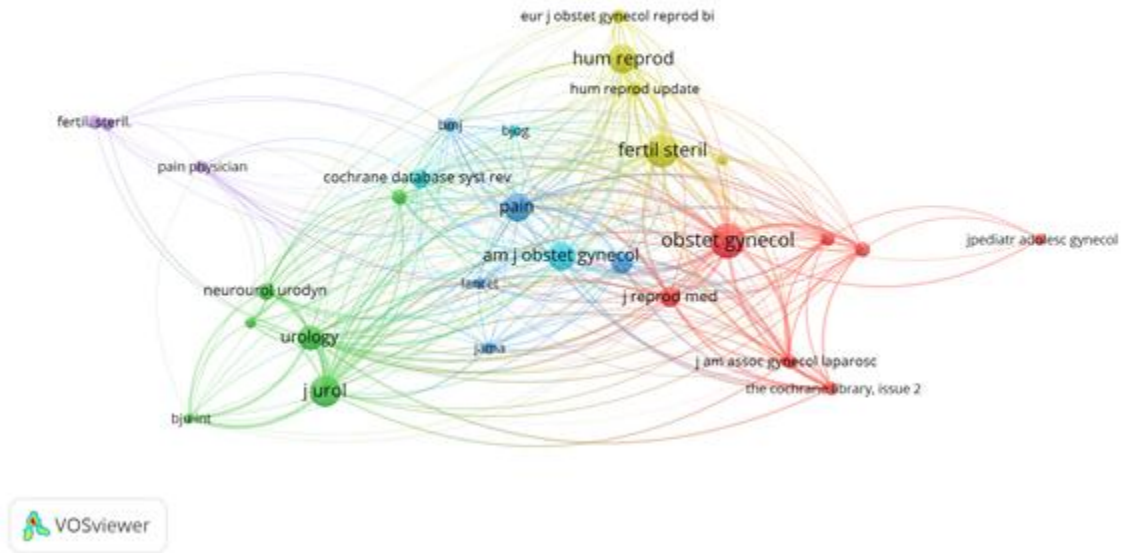 eur j obstet gynecol reprod bi
hum reprod
hum reprod update
fertil. steril.
bmj
bjog
fertil steril
pain physician
cochrane database syst rev
pain
obstet gynecol
jpediatr adolesc gynecol
am j obstet gynecol
lancet
neurourol urodyn
j reprod med
urology
jama
j am assoc gynecol laparosc
j urol
the cochrane library, issue 2
bju int
VOSviewer